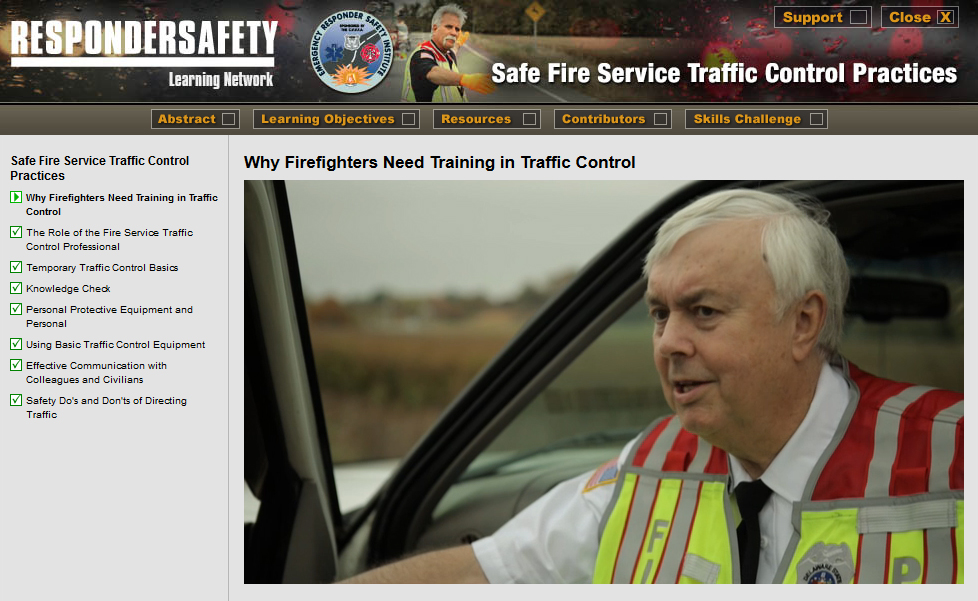 RESPONDERSAFETY
Learning Network
EMERGENCY RESPONDER SAFETY INSTITUTE
Support
Close X
Safe Fire Service Traffic Control Practices
Abstract
Learning Objectives
Resources
Contributors
Skills Challenge
Safe Fire Service Traffic Control
Practices
Why Firefighters Need Training in Traffic
Control
The Role of the Fire Service Traffic
Control Professional
Temporary Traffic Control Basics
Knowledge Check
Personal Protective Equipment and
Personal
Using Basic Traffic Control Equipment
Effective Communication with
Colleagues and Civilians
Safety Do's and Don'ts of Directing
Traffic
Why Firefighters Need Training in Traffic Control
FI
P
DELAWARE